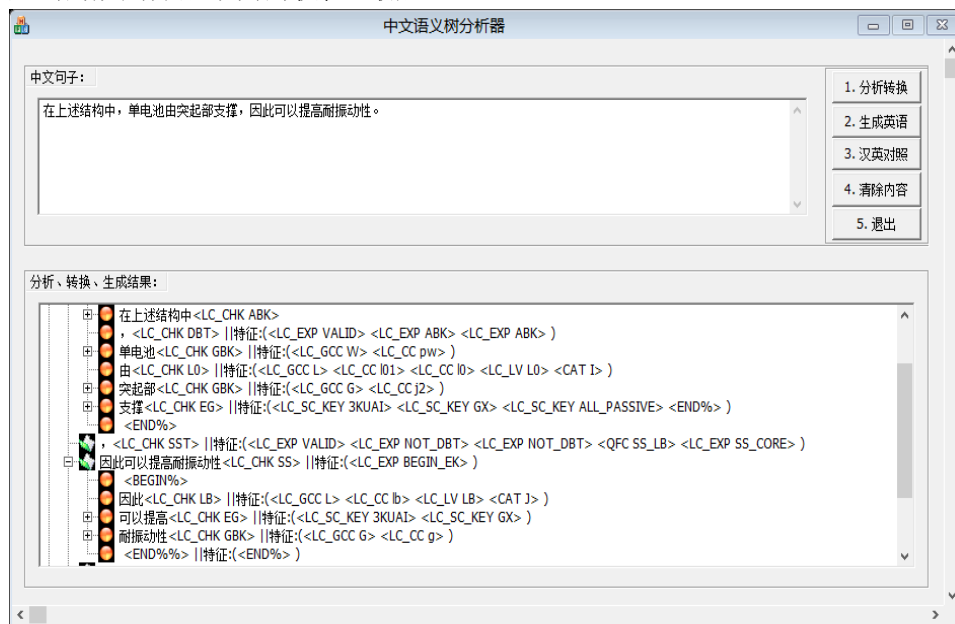 中文语义树分析器
中文句子：
在上述结构中，单电池由突起部支撑，因此可以提高耐振动性。
1. 分析转换
2. 生成英语
3. 汉英对照
4. 清除内容
5. 退出
分析、转换、生成结果：
在上述结构中<LC_CHK ABK>
，<LC_CHK DBT> ||特征:(<LC_EXP VALID> <LC_EXP ABK> <LC_EXP ABK> )
单电池<LC_CHK GBK> ||特征:(<LC_GCC W> <LC_CC pw> )
由<LC_CHK L0> ||特征:(<LC_GCC L> <LC_CC l01> <LC_CC l0> <LC_LV L0> <CAT I> )
突起部<LC_CHK GBK> ||特征:(<LC_GCC G> <LC_CC j2> )
支撑<LC_CHK EG> ||特征:(<LC_SC_KEY 3KUAI> <LC_SC_KEY GX> <LC_SC_KEY ALL_PASSIVE> <END%> )
<END%>
，<LC_CHK SST> ||特征:(<LC_EXP VALID> <LC_EXP NOT_DBT> <LC_EXP NOT_DBT> <QFC SS_LB> <LC_EXP SS_CORE> )
因此可以提高耐振动性<LC_CHK SS> ||特征:(<LC_EXP BEGIN_EK> )
<BEGIN%>
因此<LC_CHK LB> ||特征:(<LC_GCC L> <LC_CC lb> <LC_LV LB> <CAT J> )
可以提高<LC_CHK EG> ||特征:(<LC_SC_KEY 3KUAI> <LC_SC_KEY GX> )
耐振动性<LC_CHK GBK> ||特征:(<LC_GCC G> <LC_CC g> )
<END%%> ||特征:(<END%> )